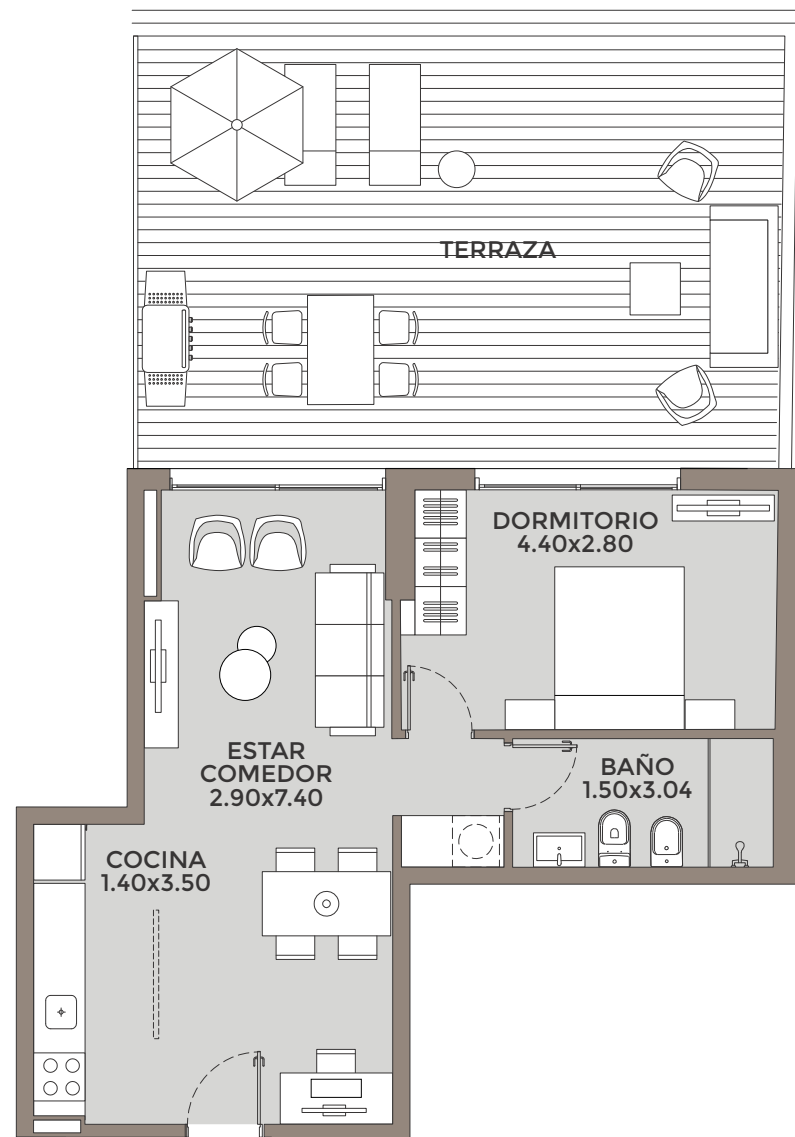 TERRAZA
DORMITORIO
4.40x2.80
ESTAR
COMEDOR
2.90x7.40
BAÑO
1.50x3.04
COCINA
1.40x3.50